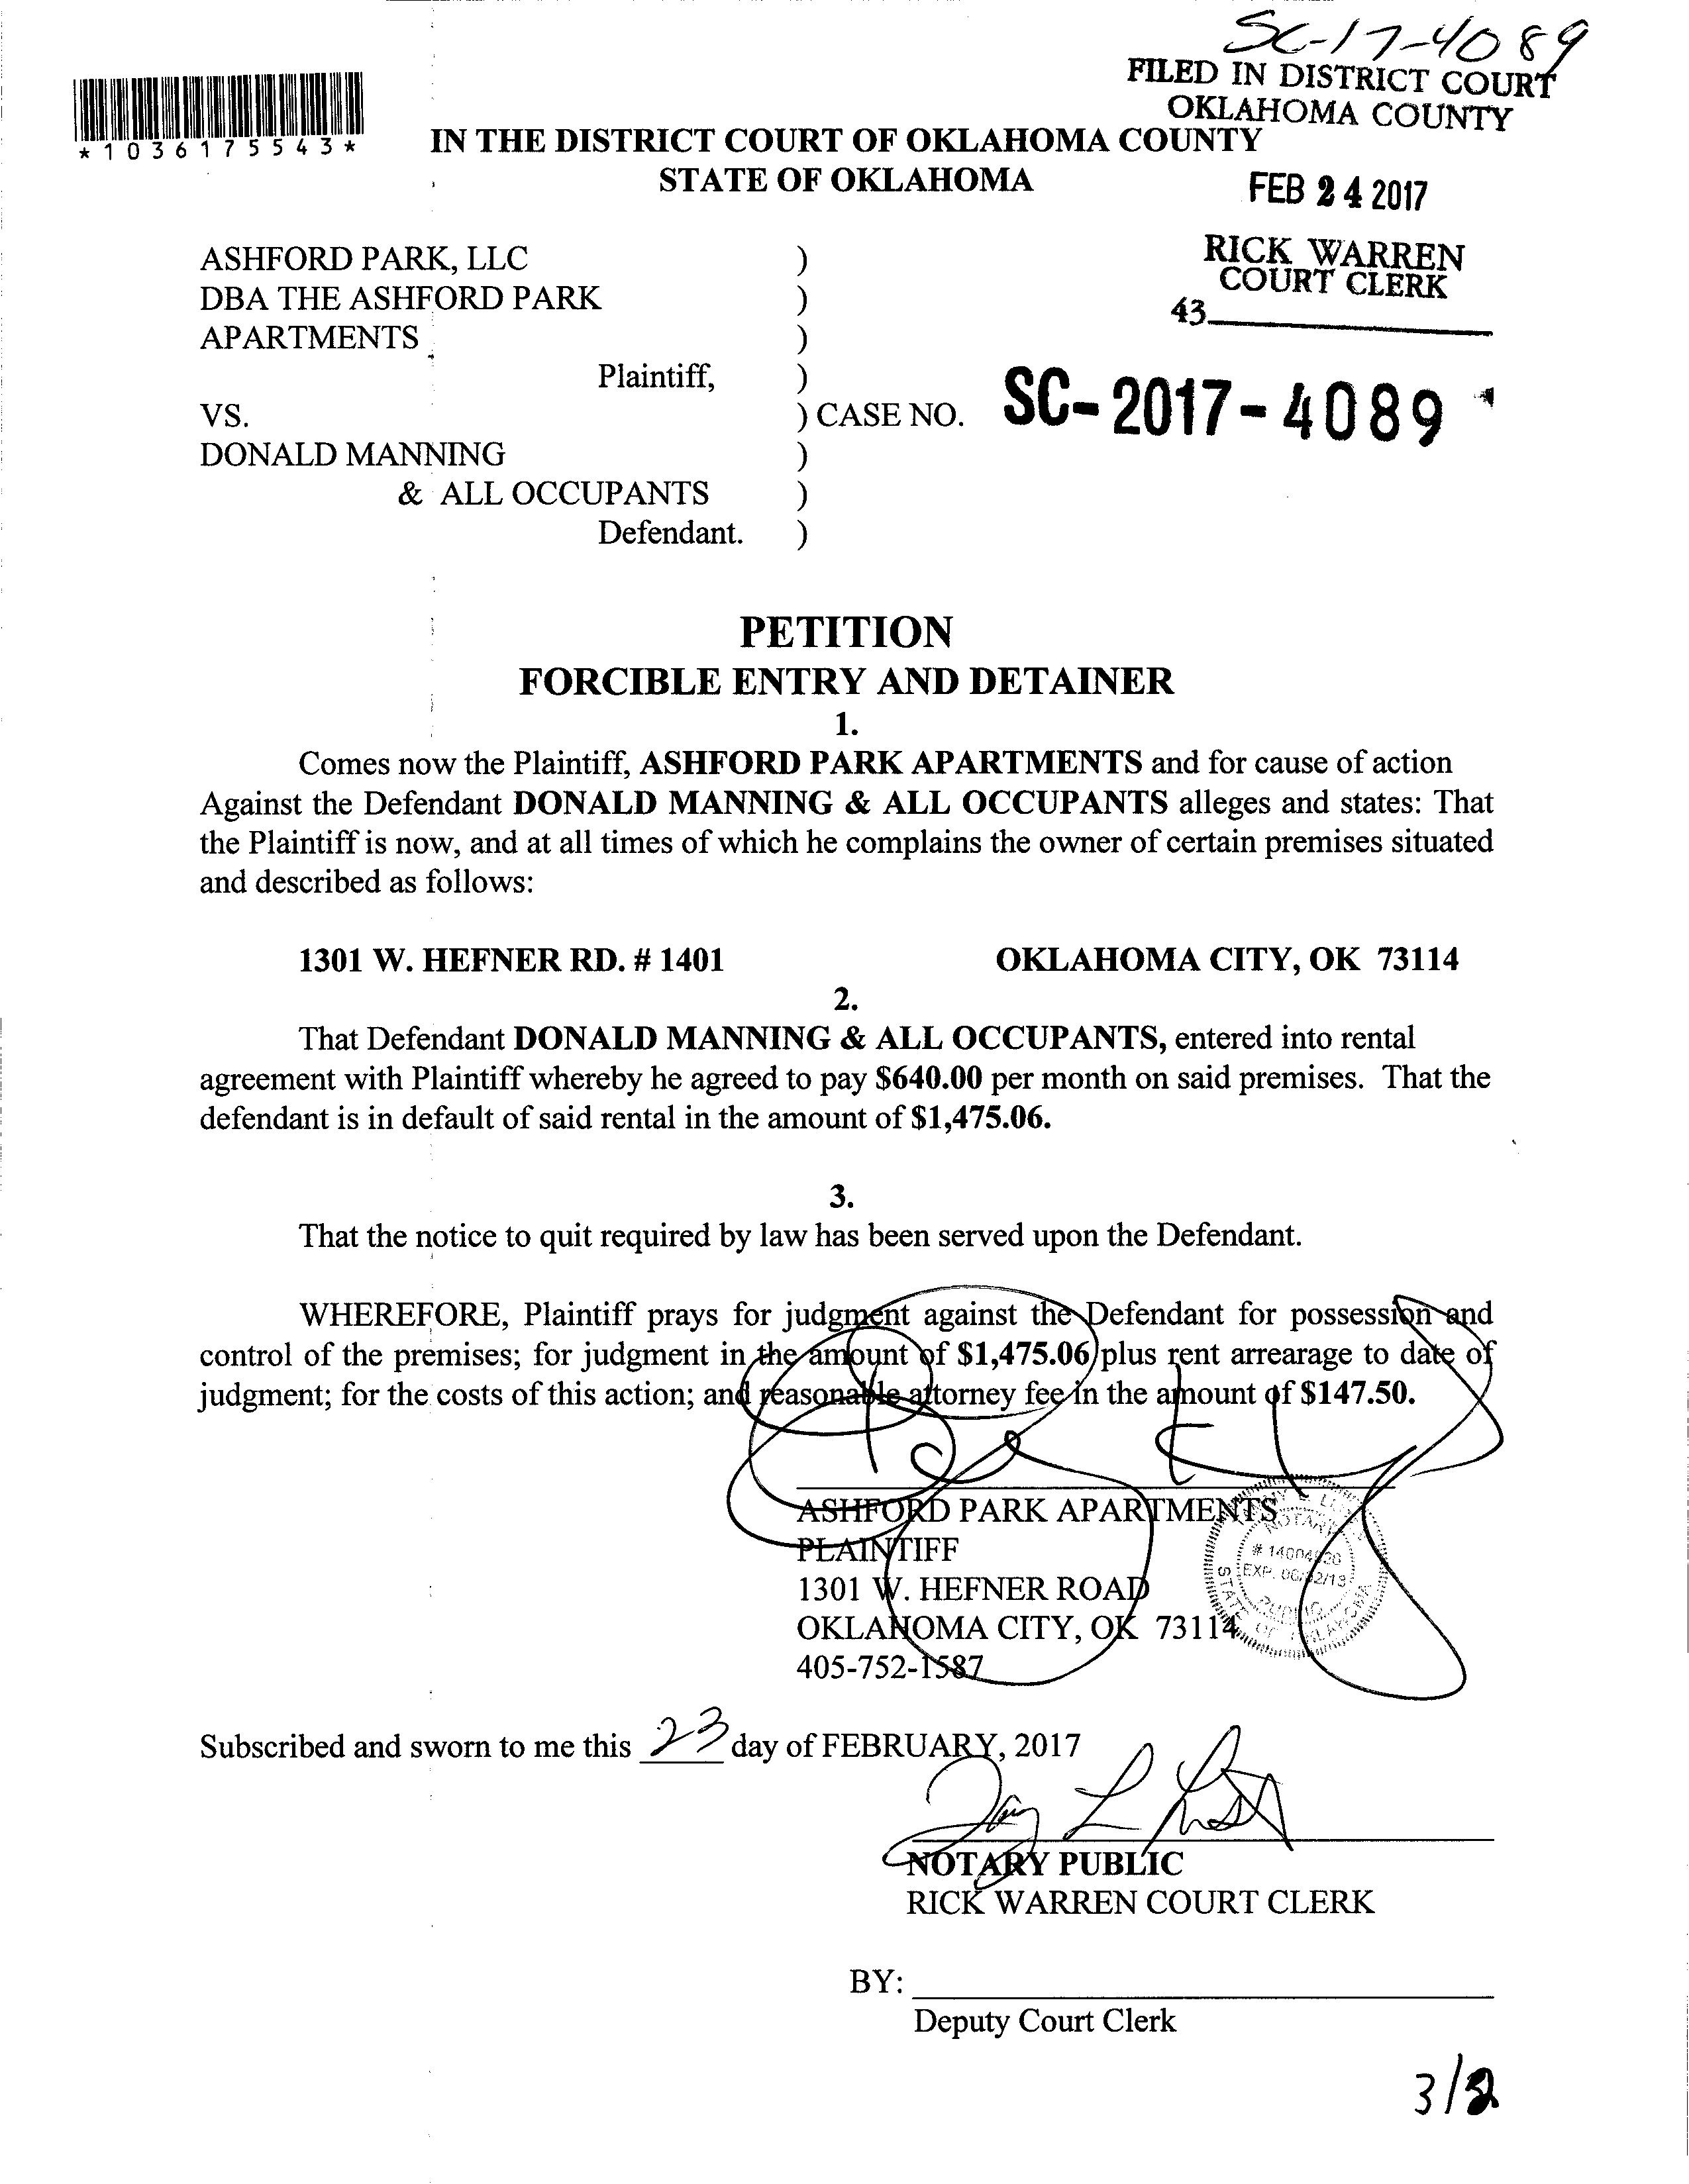 SC-17-4089
FILED IN DISTRICT COURT
OKLAHOMA COUNTY
*1036175543*
IN THE DISTRICT COURT OF OKLAHOMA COUNTY
STATE OF OKLAHOMA
FEB 24 2017
RICK WARREN
COURT CLERK
43
ASHFORD PARK, LLC )
DBA THE ASHFORD PARK )
APARTMENTS )
Plaintiff, )
VS. ) CASE NO. SC-2017-4089
DONALD MANNING )
& ALL OCCUPANTS )
Defendant. )
PETITION
FORCIBLE ENTRY AND DETAINER
1.
Comes now the Plaintiff, ASHFORD PARK APARTMENTS and for cause of action
Against the Defendant DONALD MANNING & ALL OCCUPANTS alleges and states: That
the Plaintiff is now, and at all times of which he complains the owner of certain premises situated
and described as follows:
1301 W. HEFNER RD. # 1401 OKLAHOMA CITY, OK 73114
2.
That Defendant DONALD MANNING & ALL OCCUPANTS, entered into rental
agreement with Plaintiff whereby he agreed to pay $640.00 per month on said premises. That the
defendant is in default of said rental in the amount of $1,475.06.
3.
That the notice to quit required by law has been served upon the Defendant.
WHEREFORE, Plaintiff prays for judgment against the Defendant for possession and
control of the premises; for judgment in the amount of $1,475.06 plus rent arrearage to date of
judgment; for the costs of this action; and reasonable attorney fee in the amount of $147.50.
ASHFORD PARK APARTMENTS
PLAINTIFF
1301 W. HEFNER ROAD
OKLAHOMA CITY, OK 73114
405-752-1587
NOTARY
PUBLIC
STATE OF OKLAHOMA
Subscribed and sworn to me this 23 day of FEBRUARY, 2017
NOTARY PUBLIC
RICK WARREN COURT CLERK
BY:
Deputy Court Clerk